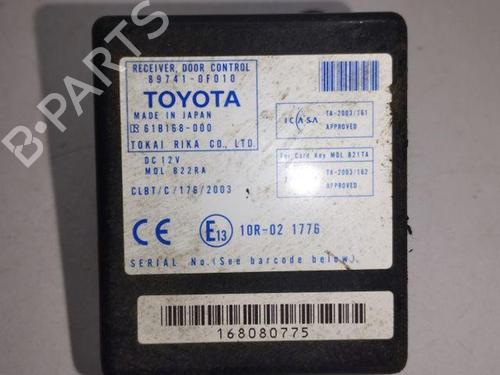 RECEIVER, DOOR CONTROL
89741-0F010
TOYOTA
MADE IN JAPAN
61B168-000
TOKAI RIKA CO., LTD.
DC 12V
MDL B22RA
CLBT/C/176/2003
ICASA
TA-2003/161
APPROVED
For Card Key MDL B21TA
TA-2003/162
APPROVED
CE
E13 10R-02 1776
SERIAL No.(See barcode below).
168080775
B-PARTS